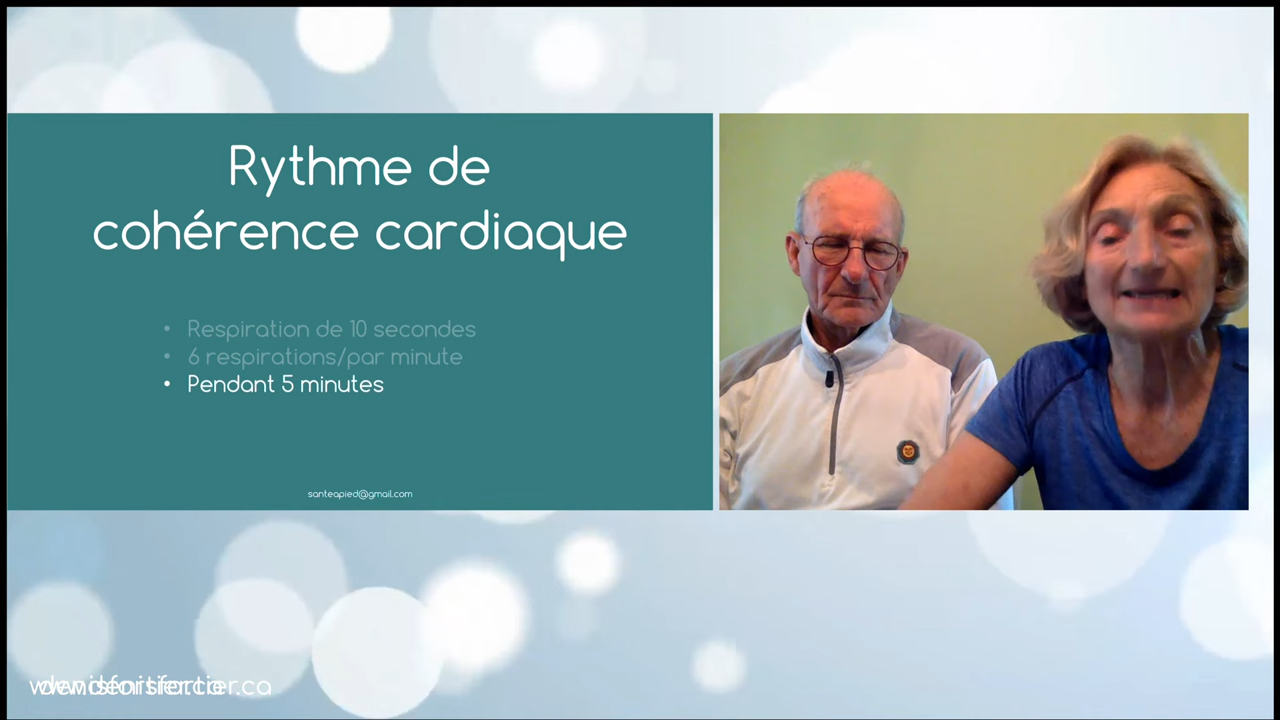 Rythme de
cohérence cardiaque
• Respiration de 10 secondes
• 6 respirations/par minute
• Pendant 5 minutes
santeapied@gmail.com